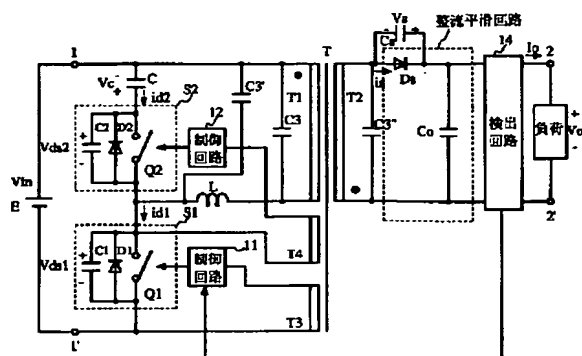 整流平滑回路
Vs
+
Cs
1
T
14
Io
2
Vc
-
+
C
id2
S2
C3'
T1
C3
T2
is
Ds
C3"
Co
検出
回路
負荷
+
Vo
-
2'
12
制御
回路
C2
D2
+
Vds2
-
Q2
L
Vin
E
id1
S1
T4
C1
D1
+
Vds1
-
Q1
11
制御
回路
T3
1'